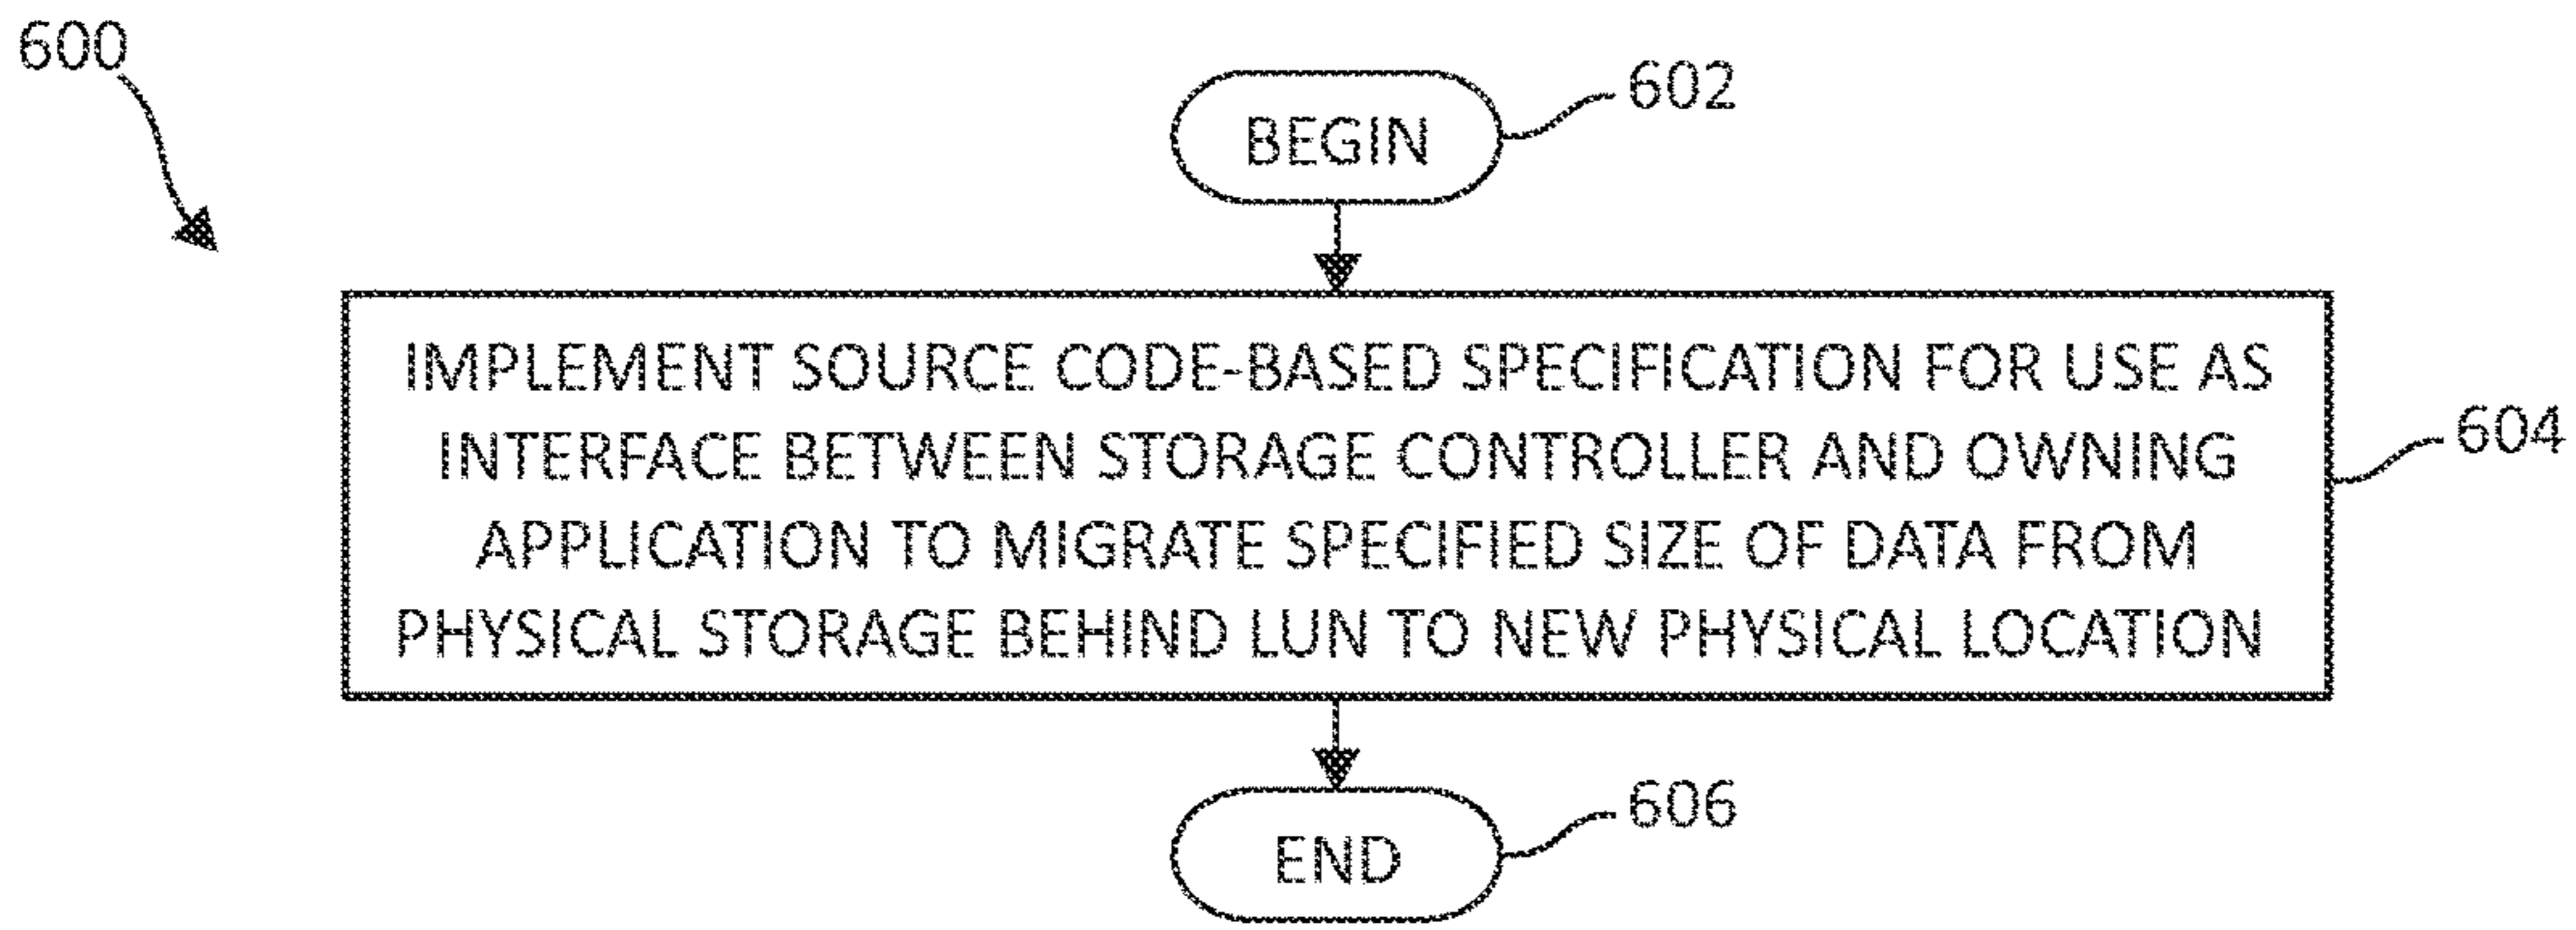 600
BEGIN
602
IMPLEMENT SOURCE CODE-BASED SPECIFICATION FOR USE AS
INTERFACE BETWEEN STORAGE CONTROLLER AND OWNING
APPLICATION TO MIGRATE SPECIFIED SIZE OF DATA FROM
PHYSICAL STORAGE BEHIND LUN TO NEW PHYSICAL LOCATION
604
END
606